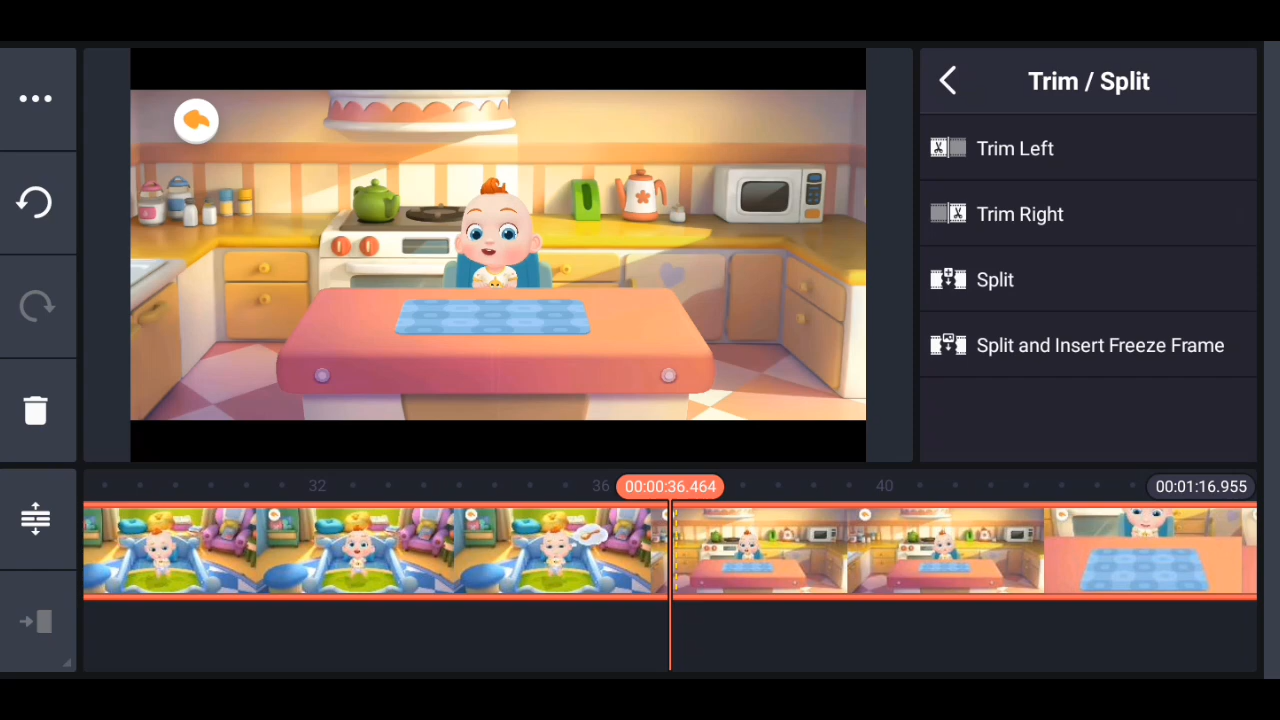 Trim / Split
Trim Left
Trim Right
Split
Split and Insert Freeze Frame
32
36
00:00:36.464
40
00:01:16.955